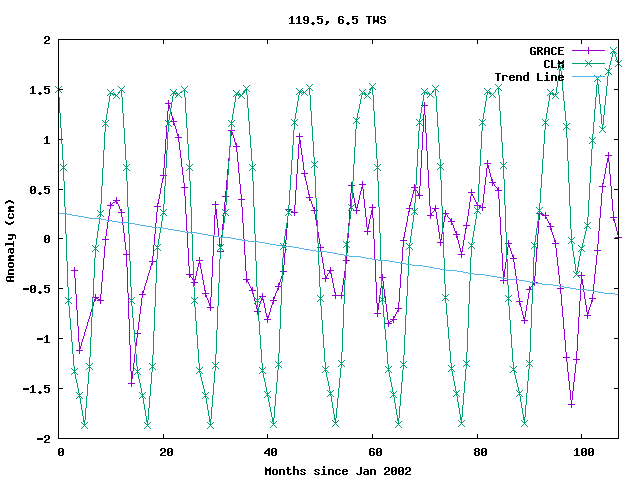 119.5, 6.5 TWS
GRACE
CLM
Trend Line
2
1.5
1
0.5
0
-0.5
-1
-1.5
-2
Anomaly (cm)
0 20 40 60 80 100
Months since Jan 2002